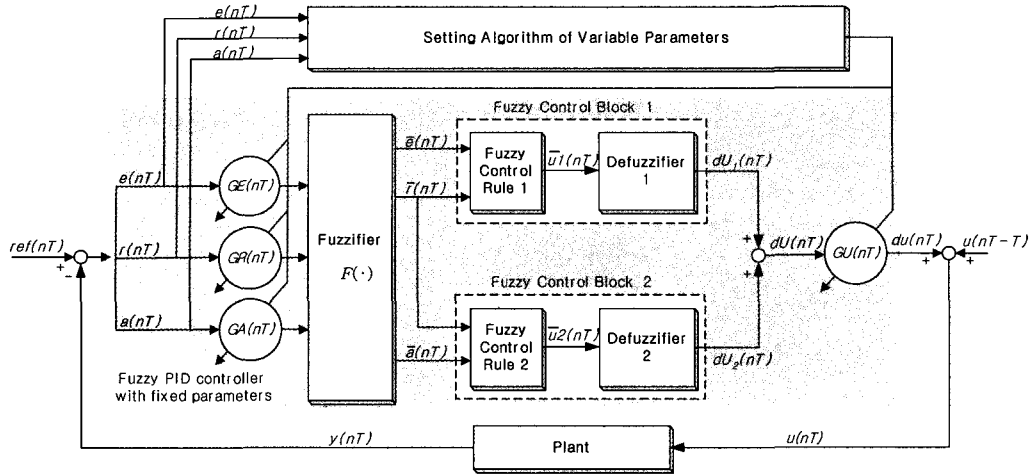 e(nT)
r(nT)
a(nT)
Setting Algorithm of Variable Parameters
Fuzzy Control Block 1
e̅(nT)
r̅(nT)
Fuzzy
Control
Rule 1
u̅1(nT)
Defuzzifier
1
dU₁(nT)
e(nT)
GE(nT)
ref(nT)
+
−
r(nT)
GR(nT)
Fuzzifier
F(·)
+
+
dU(nT)
GU(nT)
du(nT)
+
+
u(nT-T)
Fuzzy Control Block 2
a(nT)
GA(nT)
a̅(nT)
Fuzzy
Control
Rule 2
u̅2(nT)
Defuzzifier
2
dU₂(nT)
Fuzzy PID controller
with fixed parameters
y(nT)
Plant
u(nT)